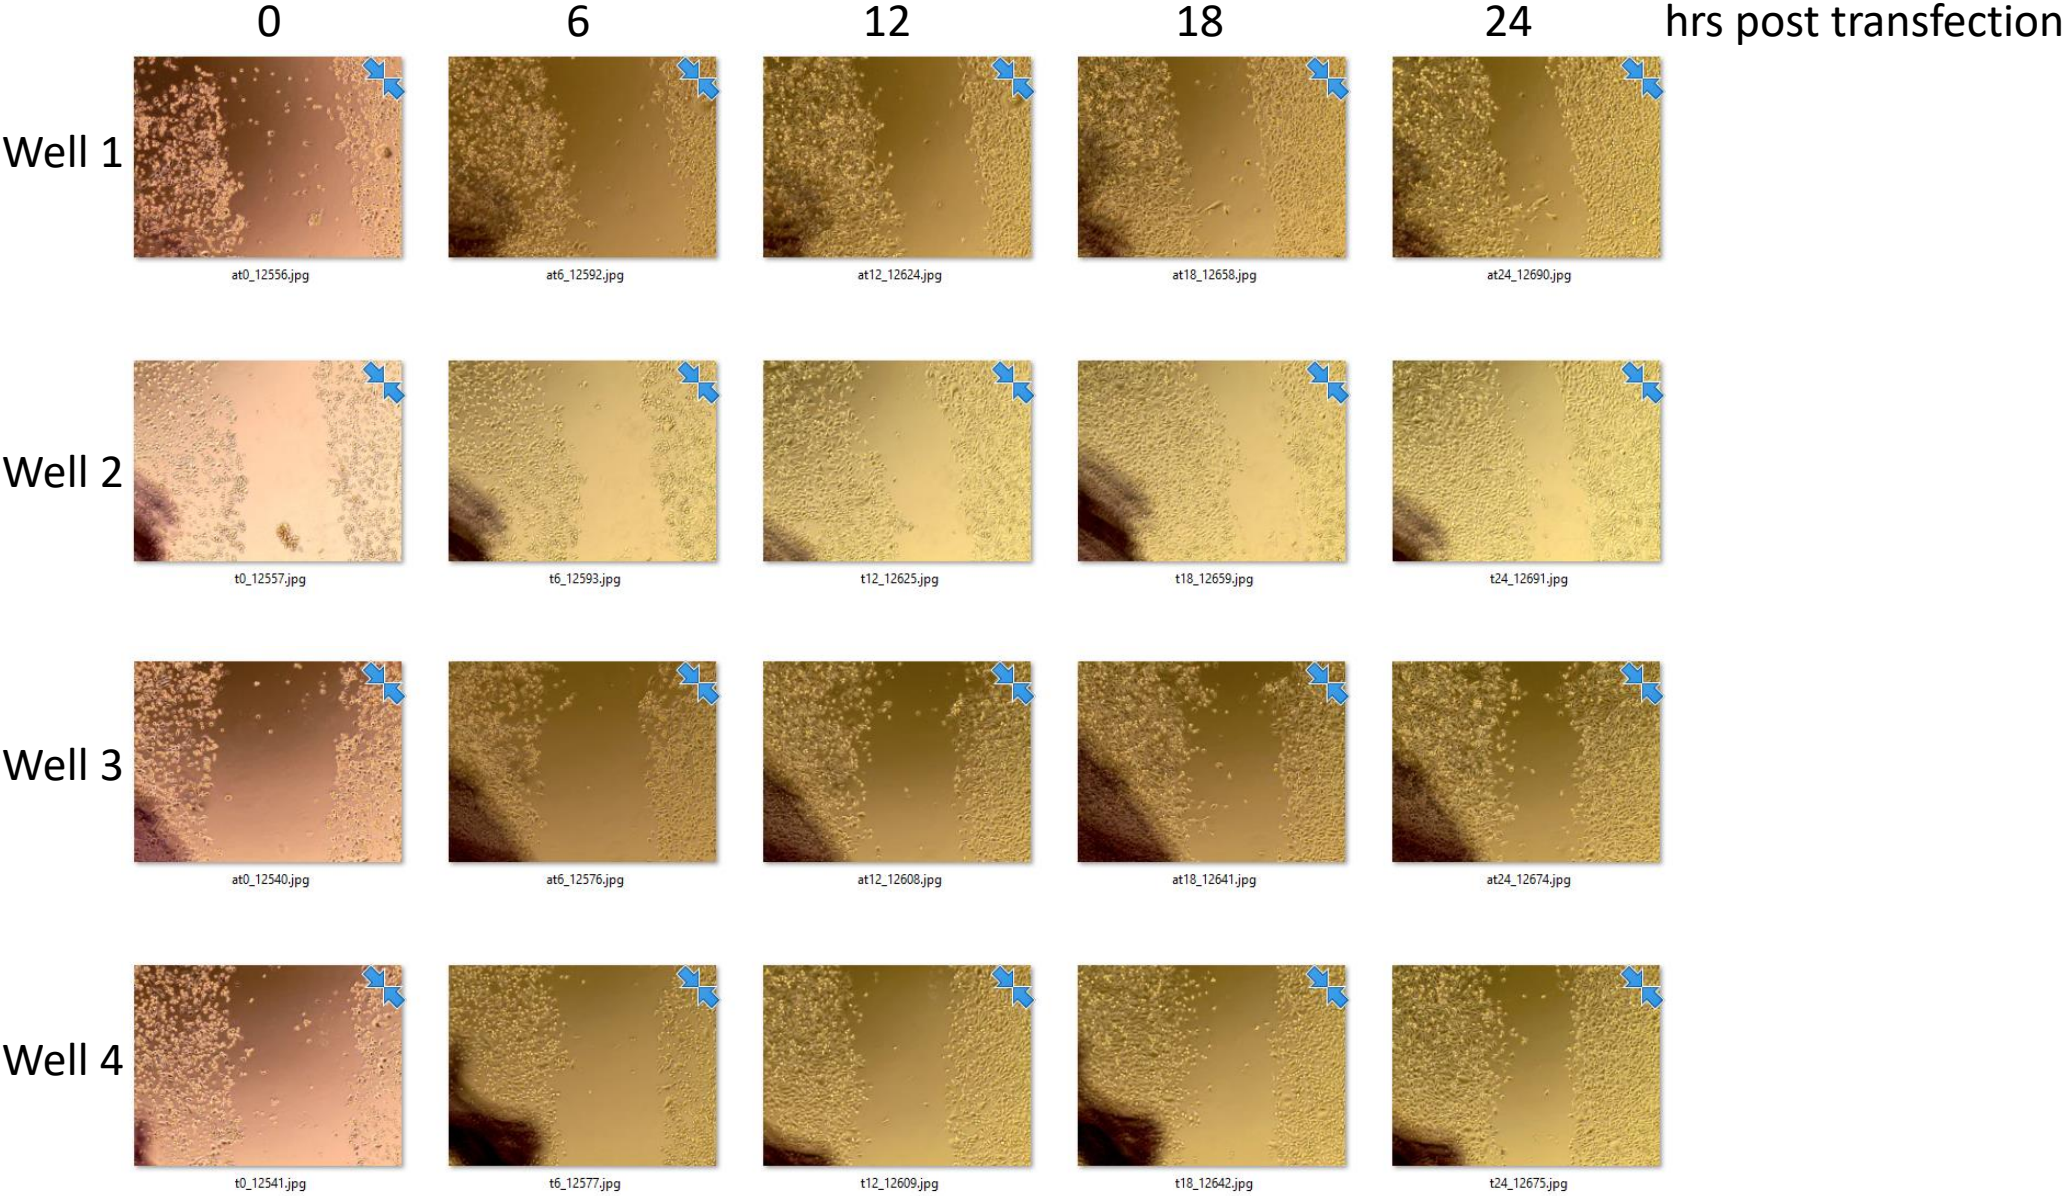 0 6 12 18 24 hrs post transfection
Well 1
at0_12556.jpg at6_12592.jpg at12_12624.jpg at18_12658.jpg at24_12690.jpg
Well 2
t0_12557.jpg t6_12593.jpg t12_12625.jpg t18_12659.jpg t24_12691.jpg
Well 3
at0_12540.jpg at6_12576.jpg at12_12608.jpg at18_12641.jpg at24_12674.jpg
Well 4
t0_12541.jpg t6_12577.jpg t12_12609.jpg t18_12642.jpg t24_12675.jpg